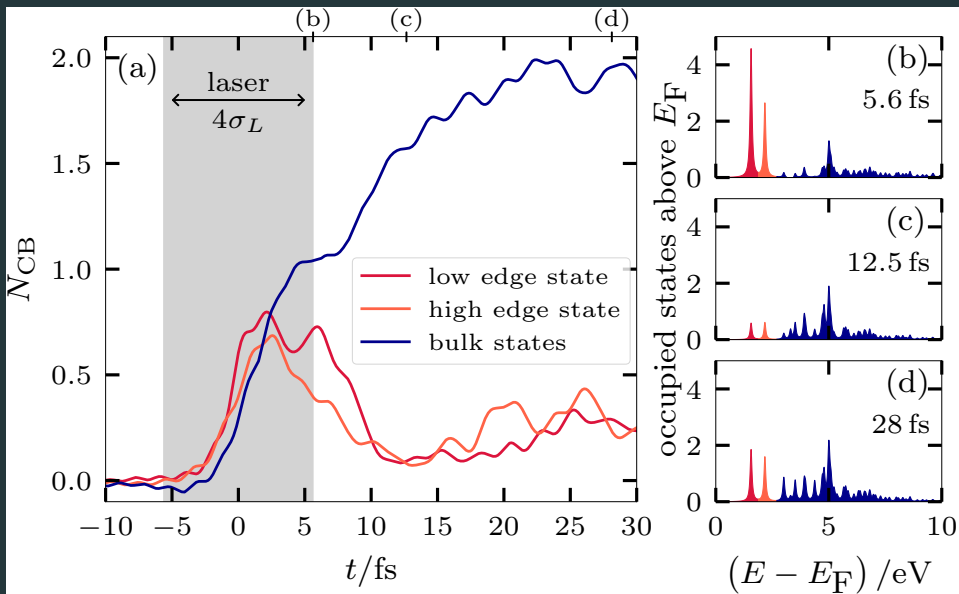 (b) (c) (d)
(a)
laser
4σ_L
N_CB
2.0
1.5
1.0
0.5
0.0
low edge state
high edge state
bulk states
−10 −5 0 5 10 15 20 25 30
t/fs
occupied states above E_F
4
2
0
(b)
5.6 fs
4
2
0
(c)
12.5 fs
4
2
0
(d)
28 fs
0 5 10
(E − E_F) /eV